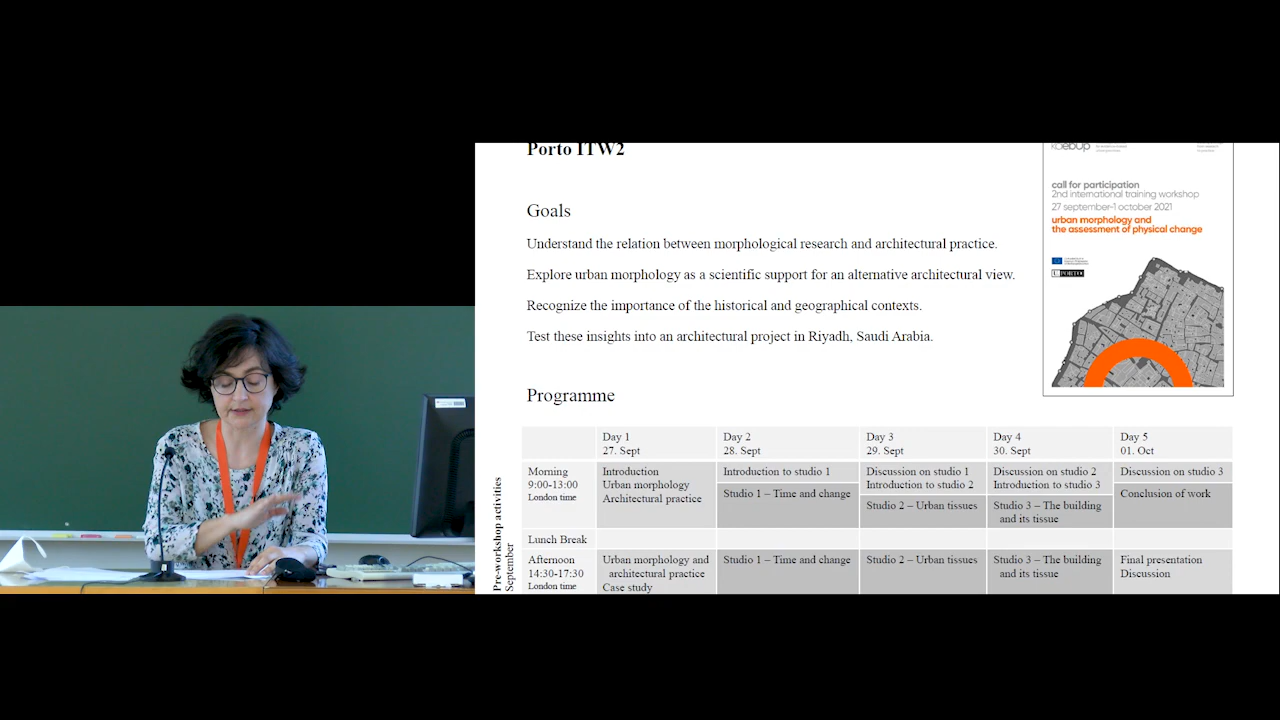 Porto ITW2
Goals
Understand the relation between morphological research and architectural practice.
Explore urban morphology as a scientific support for an alternative architectural view.
Recognize the importance of the historical and geographical contexts.
Test these insights into an architectural project in Riyadh, Saudi Arabia.
call for participation
2nd international training workshop
27 september-1 october 2021
urban morphology and
the assessment of physical change
U.PORTO
Programme
Pre-workshop activities
September
Day 1
27. Sept
Day 2
28. Sept
Day 3
29. Sept
Day 4
30. Sept
Day 5
01. Oct
Morning
9:00-13:00
London time
Introduction
Urban morphology
Architectural practice
Introduction to studio 1
Studio 1 – Time and change
Discussion on studio 1
Introduction to studio 2
Studio 2 – Urban tissues
Discussion on studio 2
Introduction to studio 3
Studio 3 – The building
and its tissue
Discussion on studio 3
Conclusion of work
Lunch Break
Afternoon
14:30-17:30
London time
Urban morphology and
architectural practice
Case study
Studio 1 – Time and change
Studio 2 – Urban tissues
Studio 3 – The building
and its tissue
Final presentation
Discussion